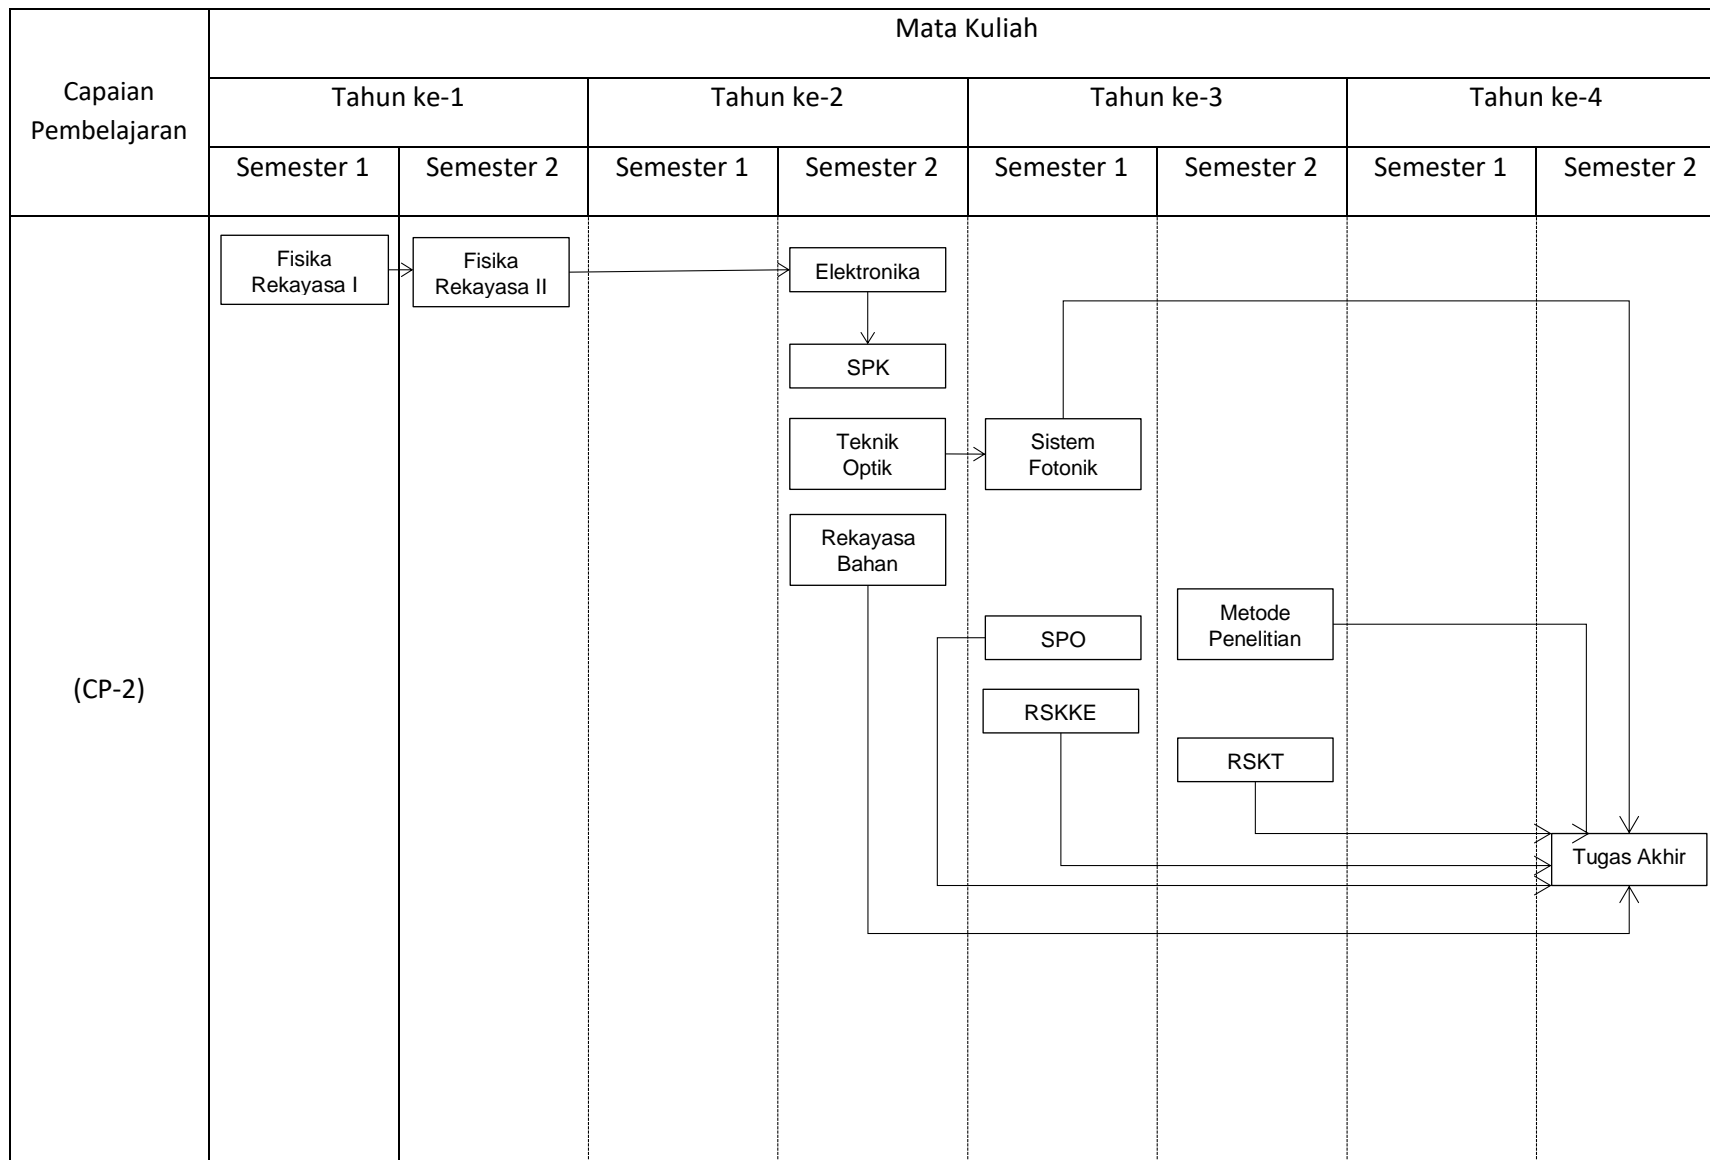 Mata Kuliah
Capaian
Pembelajaran
Tahun ke-1
Tahun ke-2
Tahun ke-3
Tahun ke-4
Semester 1
Semester 2
Semester 1
Semester 2
Semester 1
Semester 2
Semester 1
Semester 2
(CP-2)
Fisika
Rekayasa I
Fisika
Rekayasa II
Elektronika
SPK
Teknik
Optik
Sistem
Fotonik
Rekayasa
Bahan
SPO
Metode
Penelitian
RSKKE
RSKT
Tugas Akhir